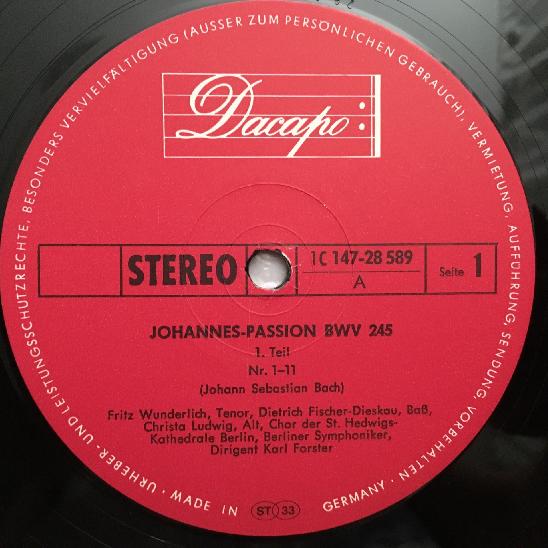 URHEBER- UND LEISTUNGSSCHUTZRECHTE, BESONDERS VERVIELFÄLTIGUNG (AUSSER ZUM PERSÖNLICHEN GEBRAUCH), VERMIETUNG, AUFFÜHRUNG, SENDUNG, VORBEHALTEN · MADE IN GERMANY ·
Dacapo:
STEREO
1C 147-28 589
A
Seite 1
JOHANNES-PASSION BWV 245
1. Teil
Nr. 1-11
(Johann Sebastian Bach)
Fritz Wunderlich, Tenor, Dietrich Fischer-Dieskau, Baß,
Christa Ludwig, Alt, Chor der St. Hedwigs-
Kathedrale Berlin, Berliner Symphoniker,
Dirigent Karl Forster
ST 33